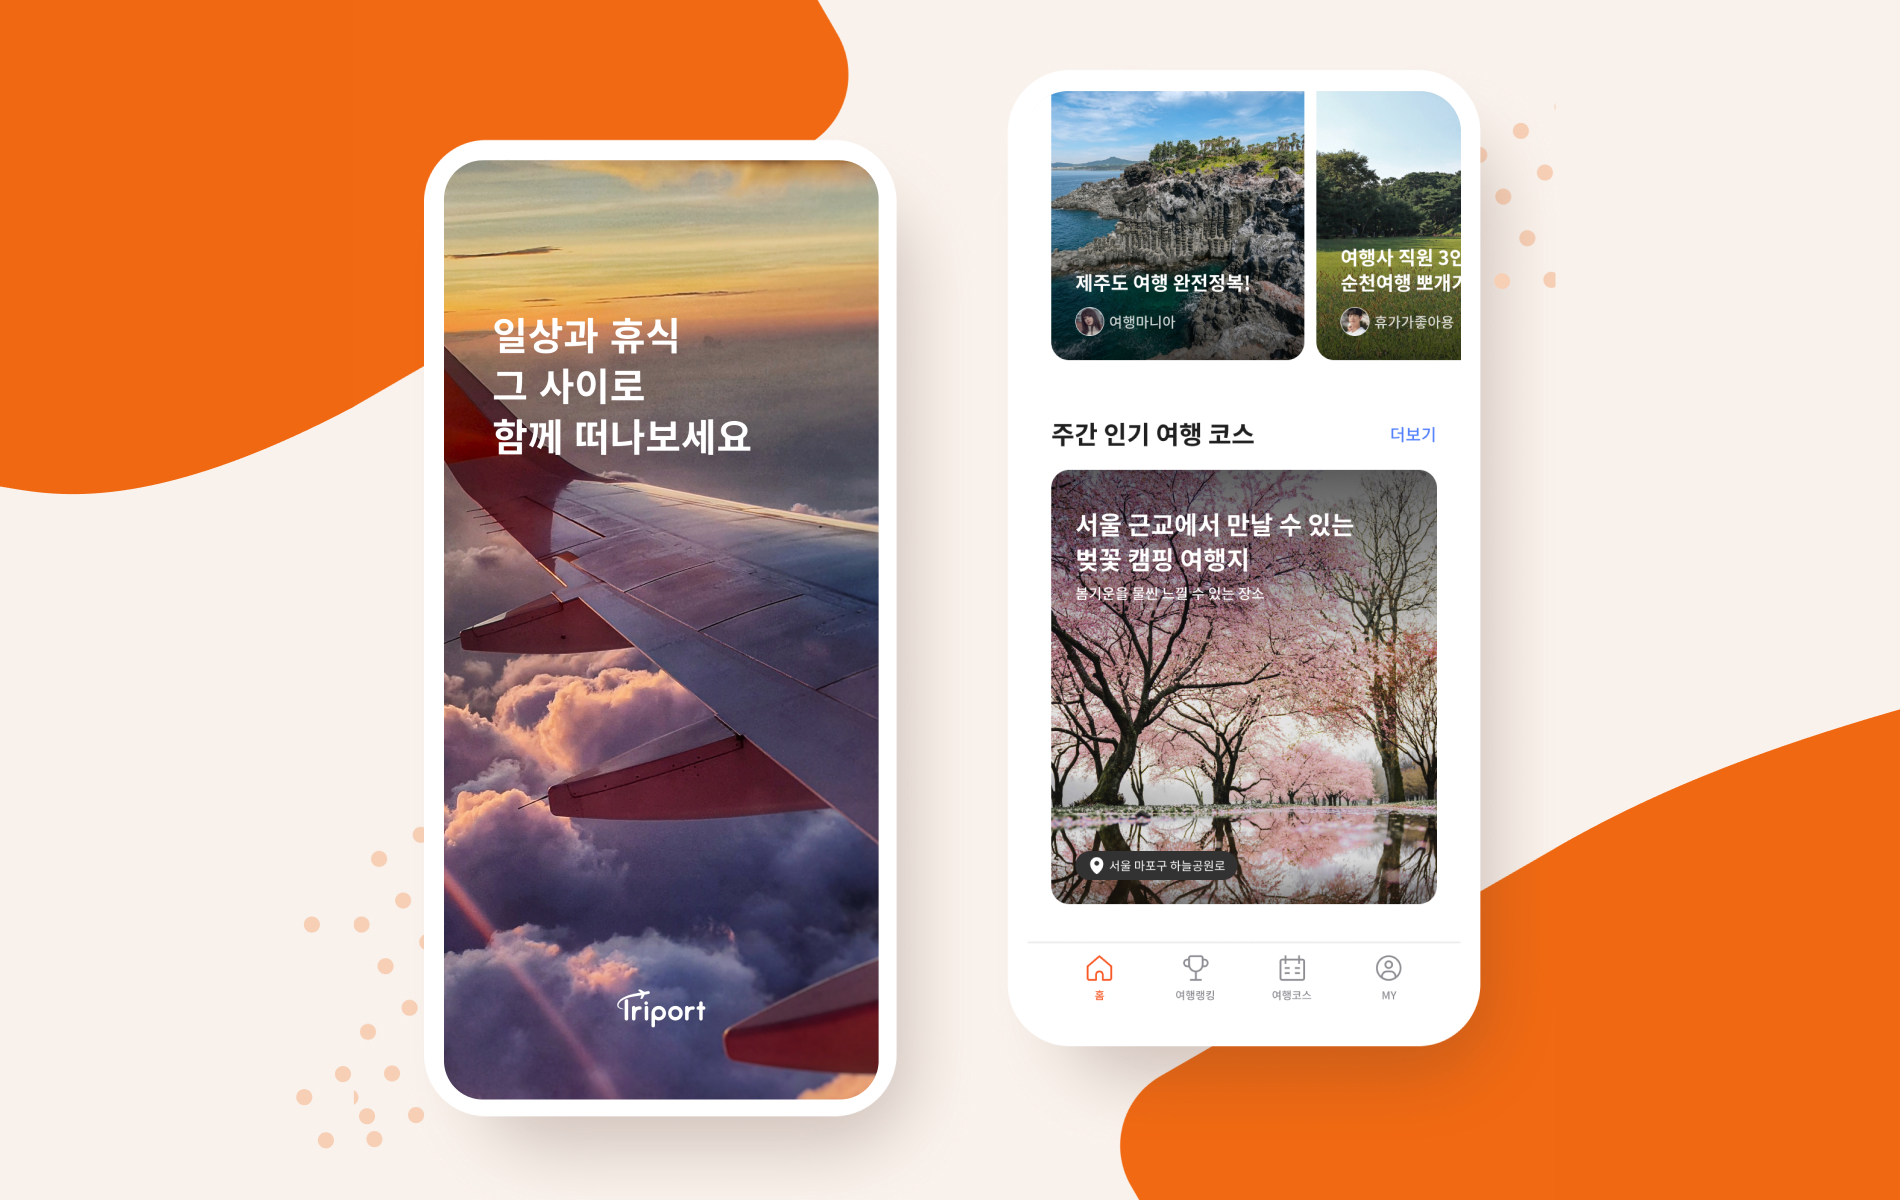 일상과 휴식
그 사이로
함께 떠나보세요
Triport
제주도 여행 완전정복!
여행마니아
여행사 직원 3인
순천여행 뽀개기
휴가가좋아용
주간 인기 여행 코스
더보기
서울 근교에서 만날 수 있는
벚꽃 캠핑 여행지
봄기운을 물씬 느낄 수 있는 장소
서울 마포구 하늘공원로
홈
여행랭킹
여행코스
MY